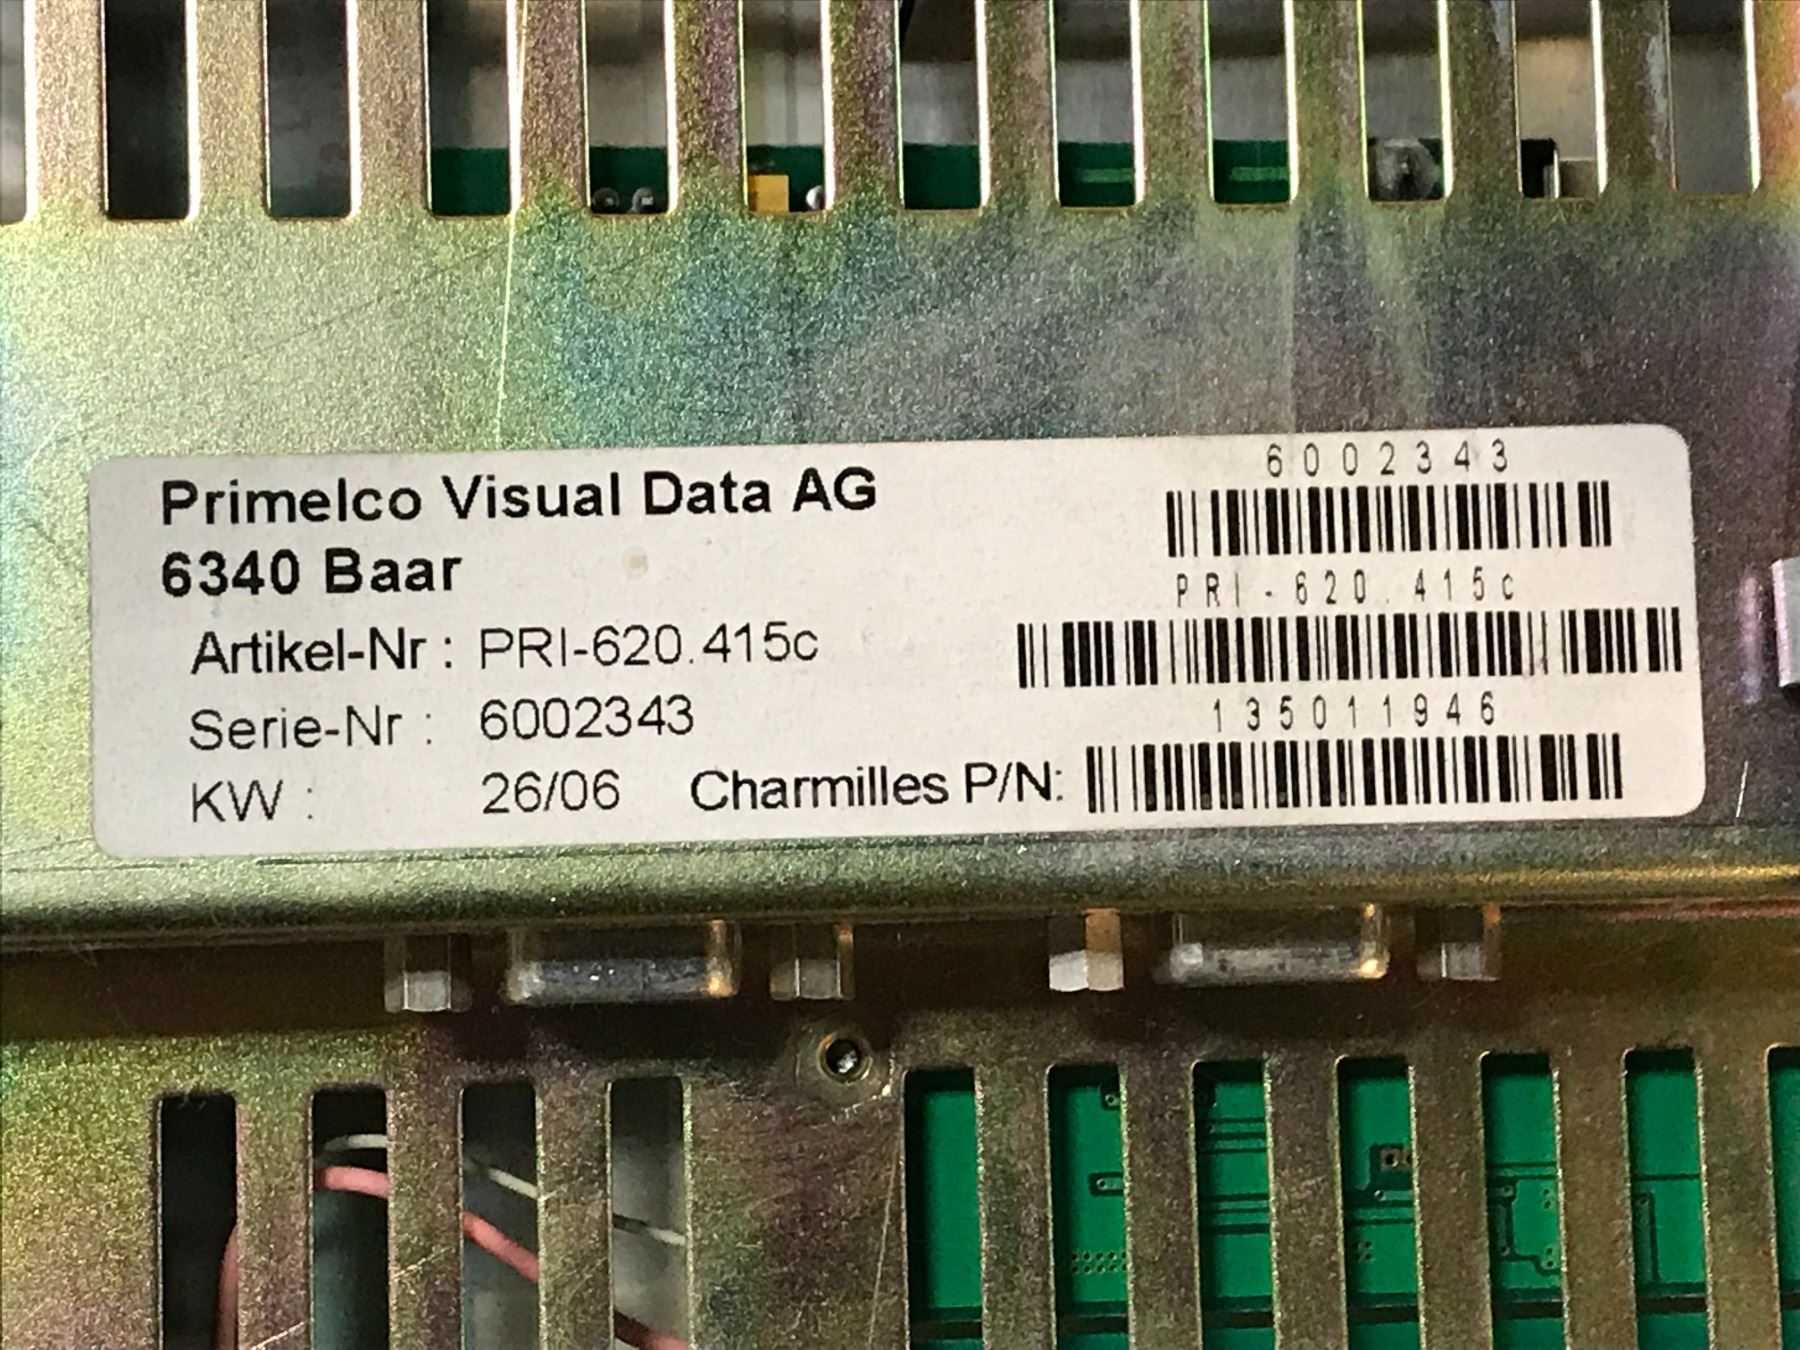 Primelco Visual Data AG
6340 Baar
Artikel-Nr : PRI-620.415c
Serie-Nr : 6002343
KW : 26/06
6002343
PRI-620.415c
135011946
Charmilles P/N: